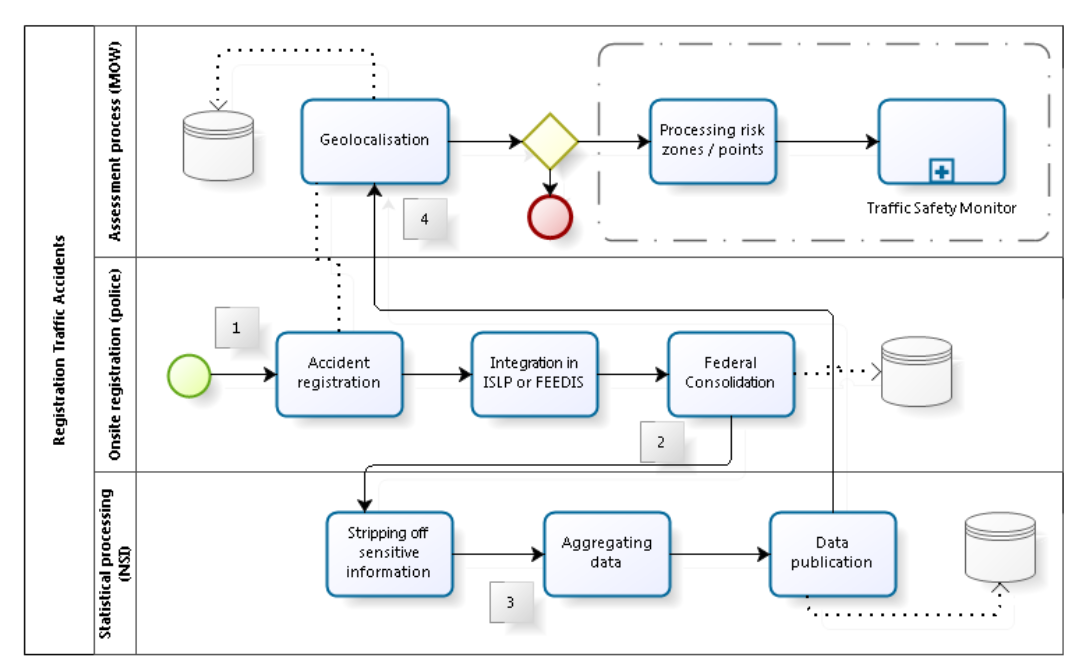 Registration Traffic Accidents
Assessment process (MOW)
Geolocalisation
Processing risk
zones / points
Traffic Safety Monitor
4
Onsite registration (police)
1
Accident
registration
Integration in
ISLP or FEEDIS
Federal
Consolidation
2
Statistical processing
(NSI)
Stripping off
sensitive
information
Aggregating
data
Data
publication
3